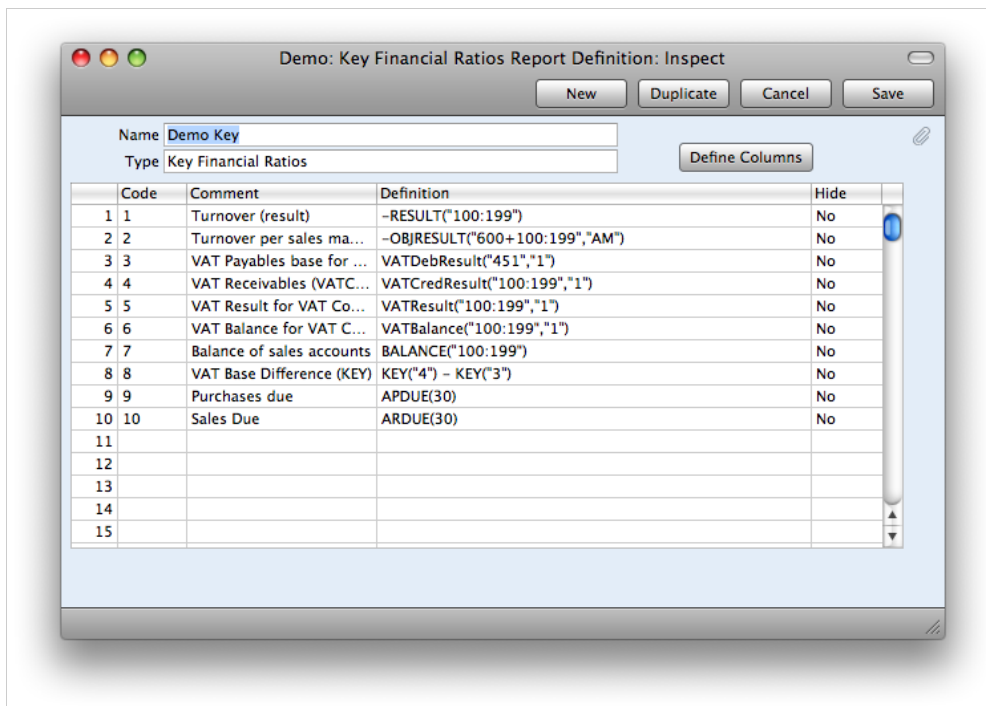 Demo: Key Financial Ratios Report Definition: Inspect
New Duplicate Cancel Save
Name Demo Key
Type Key Financial Ratios
Define Columns
Code Comment Definition Hide
1 1 Turnover (result) -RESULT("100:199") No
2 2 Turnover per sales ma... -OBJRESULT("600+100:199","AM") No
3 3 VAT Payables base for ... VATDebResult("451","1") No
4 4 VAT Receivables (VATC... VATCredResult("100:199","1") No
5 5 VAT Result for VAT Co... VATResult("100:199","1") No
6 6 VAT Balance for VAT C... VATBalance("100:199","1") No
7 7 Balance of sales accounts BALANCE("100:199") No
8 8 VAT Base Difference (KEY) KEY("4") - KEY("3") No
9 9 Purchases due APDUE(30) No
10 10 Sales Due ARDUE(30) No
11
12
13
14
15